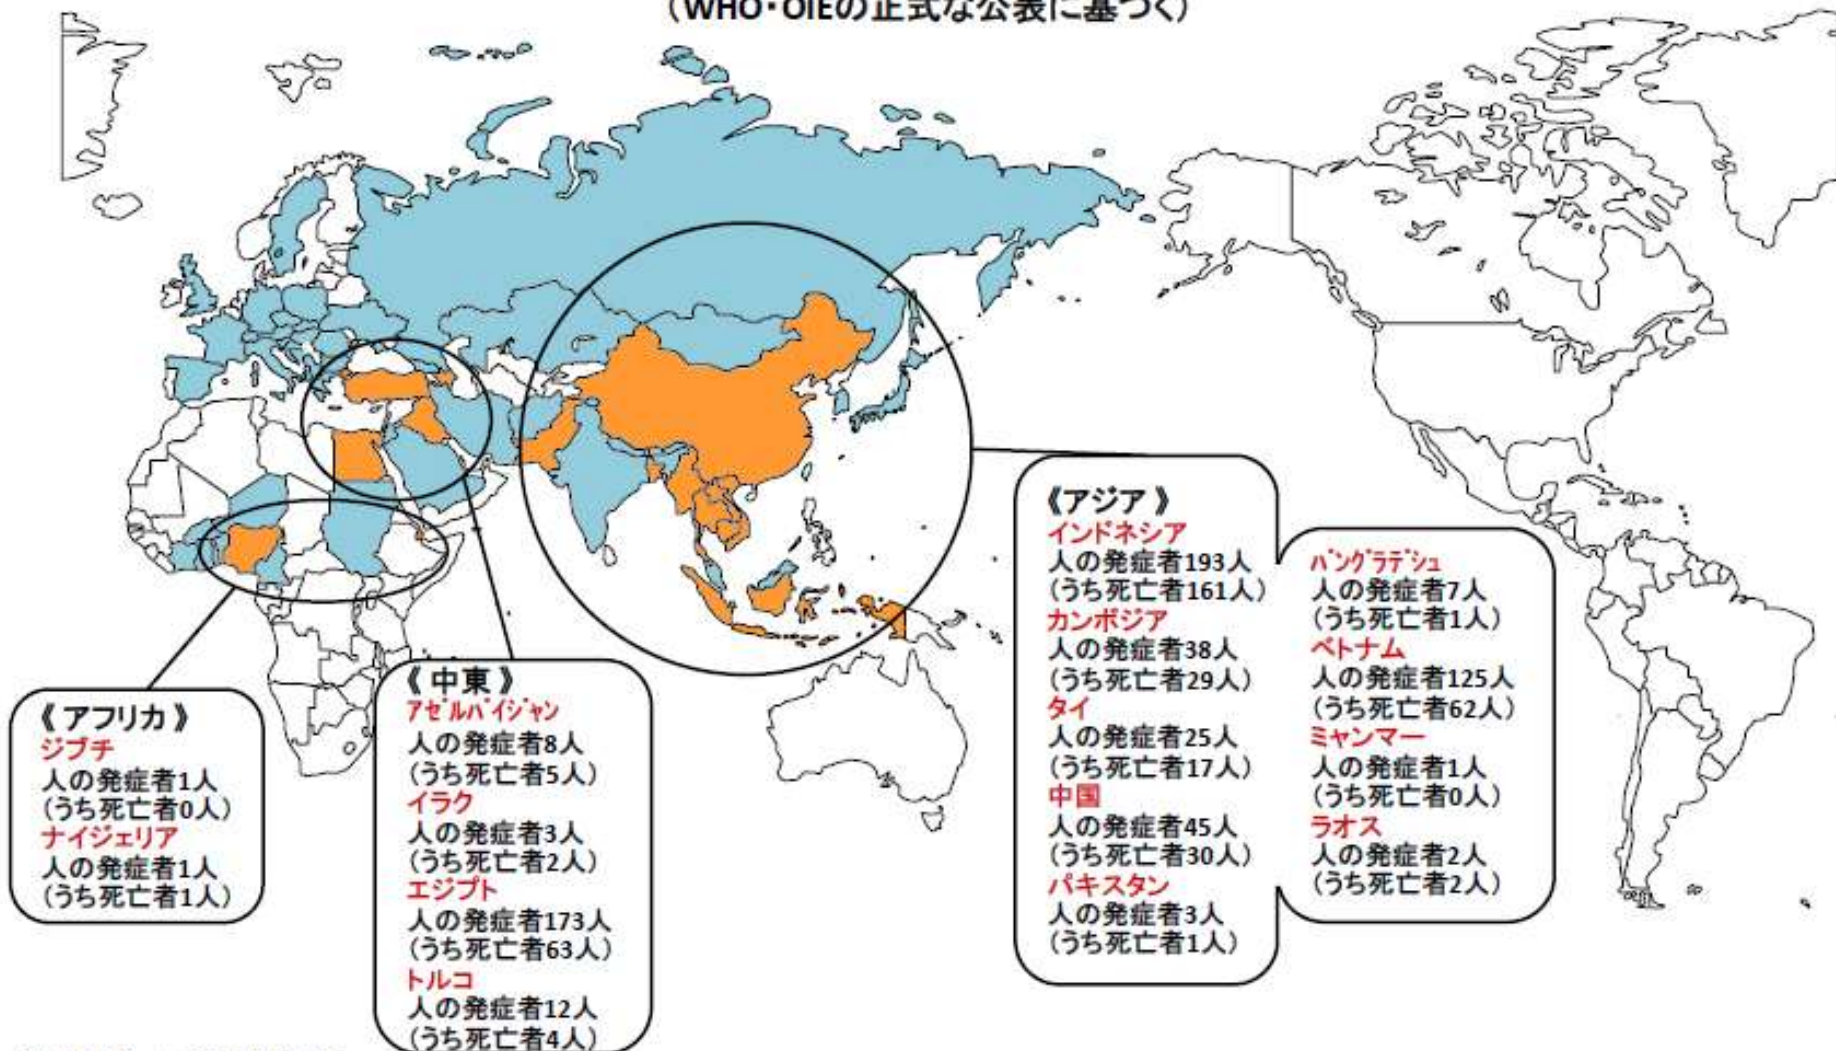 （WHO・OIEの正式な公表に基づく）
《 アフリカ 》
ジブチ
人の発症者1人
(うち死亡者0人)
ナイジェリア
人の発症者1人
(うち死亡者1人)
《 中東 》
ｱｾﾞﾙﾊﾞｲｼﾞｬﾝ
人の発症者8人
(うち死亡者5人)
イラク
人の発症者3人
(うち死亡者2人)
エジプト
人の発症者173人
(うち死亡者63人)
トルコ
人の発症者12人
(うち死亡者4人)
《アジア 》
インドネシア
人の発症者193人
(うち死亡者161人)
カンボジア
人の発症者38人
(うち死亡者29人)
タイ
人の発症者25人
(うち死亡者17人)
中国
人の発症者45人
(うち死亡者30人)
パキスタン
人の発症者3人
(うち死亡者1人)
ﾊﾞﾝｸﾞﾗﾃﾞｼｭ
人の発症者7人
(うち死亡者1人)
ベトナム
人の発症者125人
(うち死亡者62人)
ミャンマー
人の発症者1人
(うち死亡者0人)
ラオス
人の発症者2人
(うち死亡者2人)